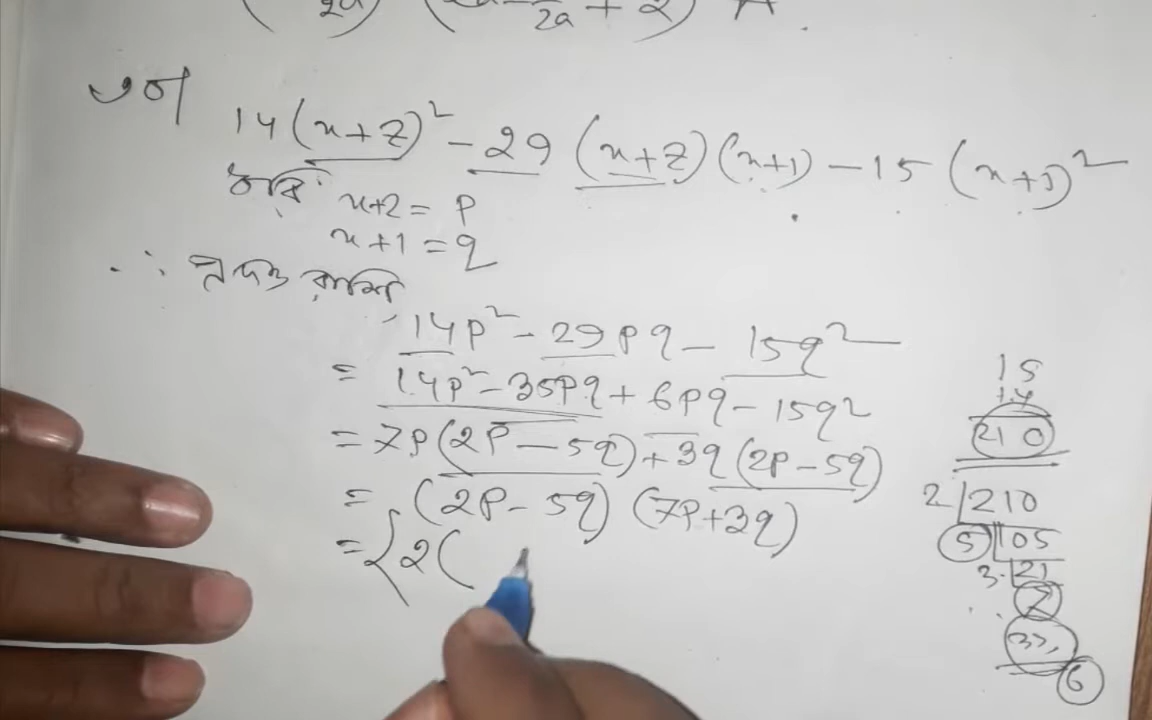 2a + 2
৩০।
14(x+z)² - 29 (x+z)(x+1) - 15 (x+1)²
ধরি x+2 = p
x+1 = q
∴ প্রদত্ত রাশি
14p² - 29pq - 15q²
= 14p² - 35pq + 6pq - 15q²
= 7p(2p - 5q) + 3q(2p - 5q)
= (2p - 5q) (7p + 3q)
= {2(
15
14
210
2 210
5 105
3 21
7
35,
6